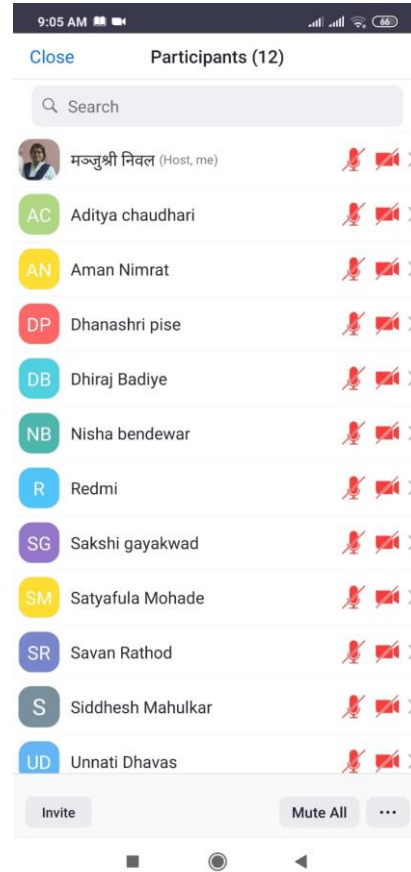 9:05 AM 66
Close Participants (12)
Search
मञ्जुश्री निवल (Host, me)
AC Aditya chaudhari
AN Aman Nimrat
DP Dhanashri pise
DB Dhiraj Badiye
NB Nisha bendewar
R Redmi
SG Sakshi gayakwad
SM Satyafula Mohade
SR Savan Rathod
S Siddhesh Mahulkar
UD Unnati Dhavas
Invite Mute All ...